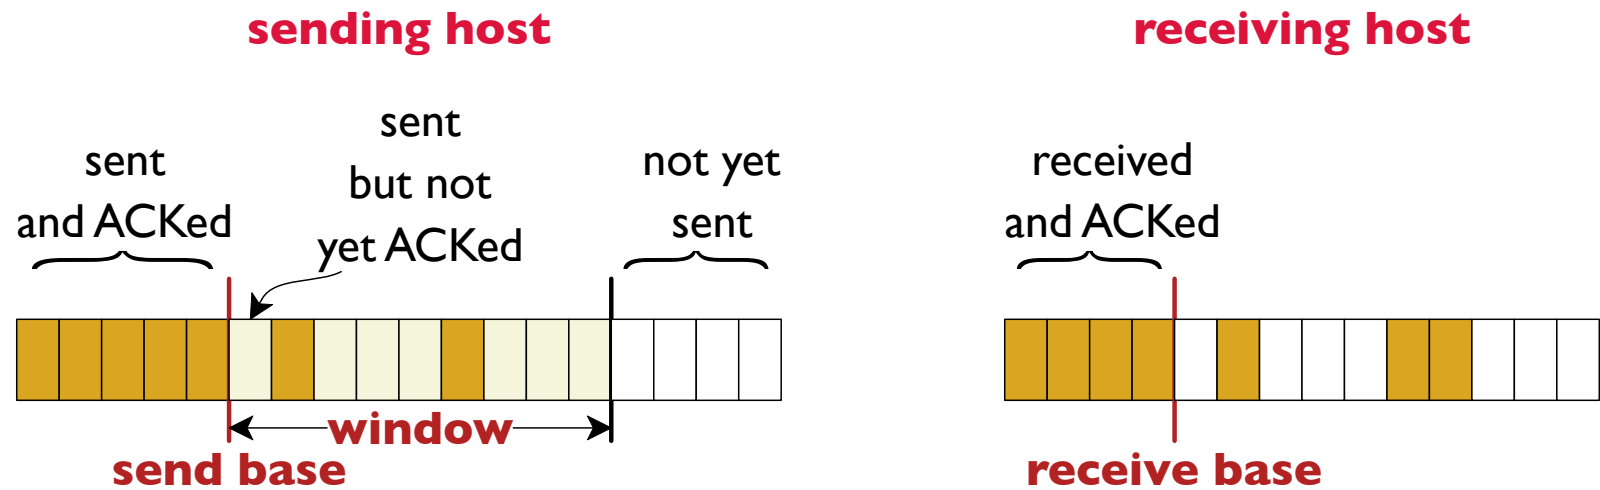 sending host
receiving host
sent
and ACKed
sent
but not
yet ACKed
not yet
sent
received
and ACKed
window
send base
receive base